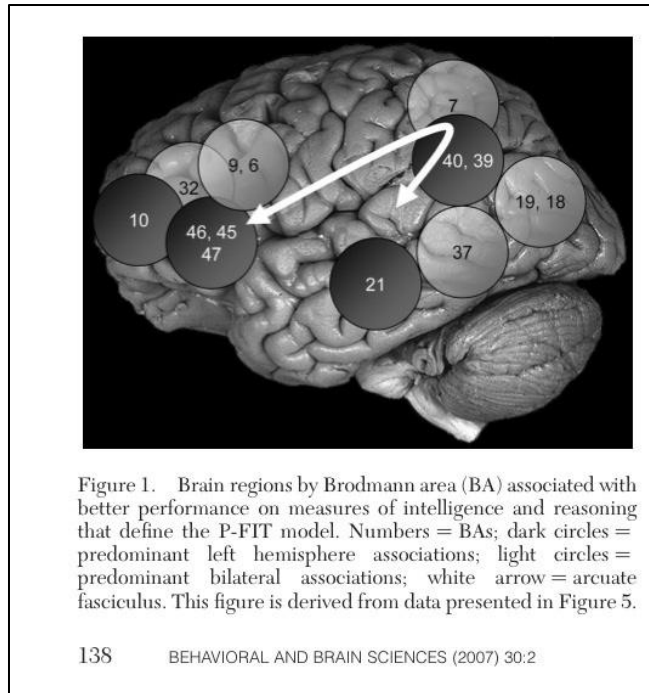 7
9, 6
40, 39
32
10
46, 45
47
19, 18
37
21
Figure 1. Brain regions by Brodmann area (BA) associated with
better performance on measures of intelligence and reasoning
that define the P-FIT model. Numbers = BAs; dark circles =
predominant left hemisphere associations; light circles =
predominant bilateral associations; white arrow = arcuate
fasciculus. This figure is derived from data presented in Figure 5.
138 BEHAVIORAL AND BRAIN SCIENCES (2007) 30:2